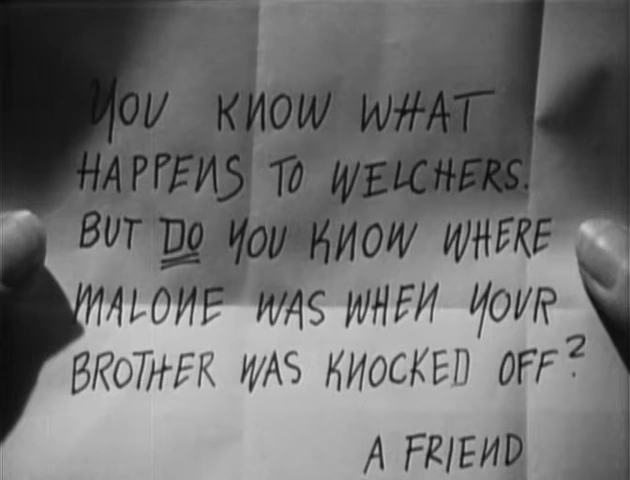 YOU KNOW WHAT
HAPPENS TO WELCHERS.
BUT DO YOU KNOW WHERE
MALONE WAS WHEN YOUR
BROTHER WAS KNOCKED OFF?
A FRIEND